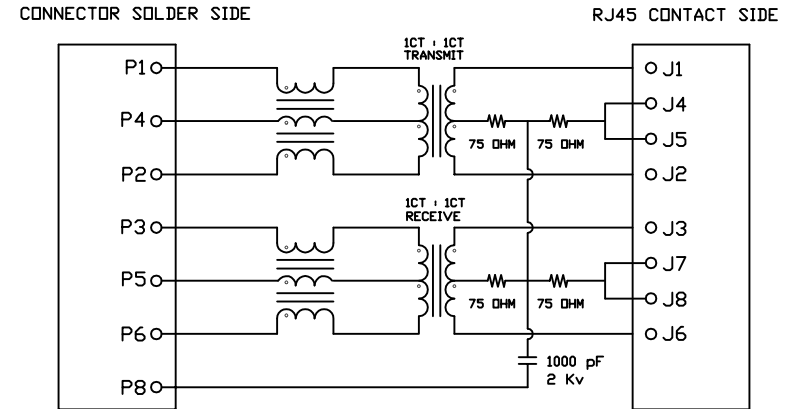 CONNECTOR SOLDER SIDE
RJ45 CONTACT SIDE
1CT : 1CT
TRANSMIT
P1
J1
J4
P4
75 OHM
75 OHM
J5
P2
J2
1CT : 1CT
RECEIVE
P3
J3
J7
P5
75 OHM
75 OHM
J8
P6
J6
1000 pF
2 Kv
P8